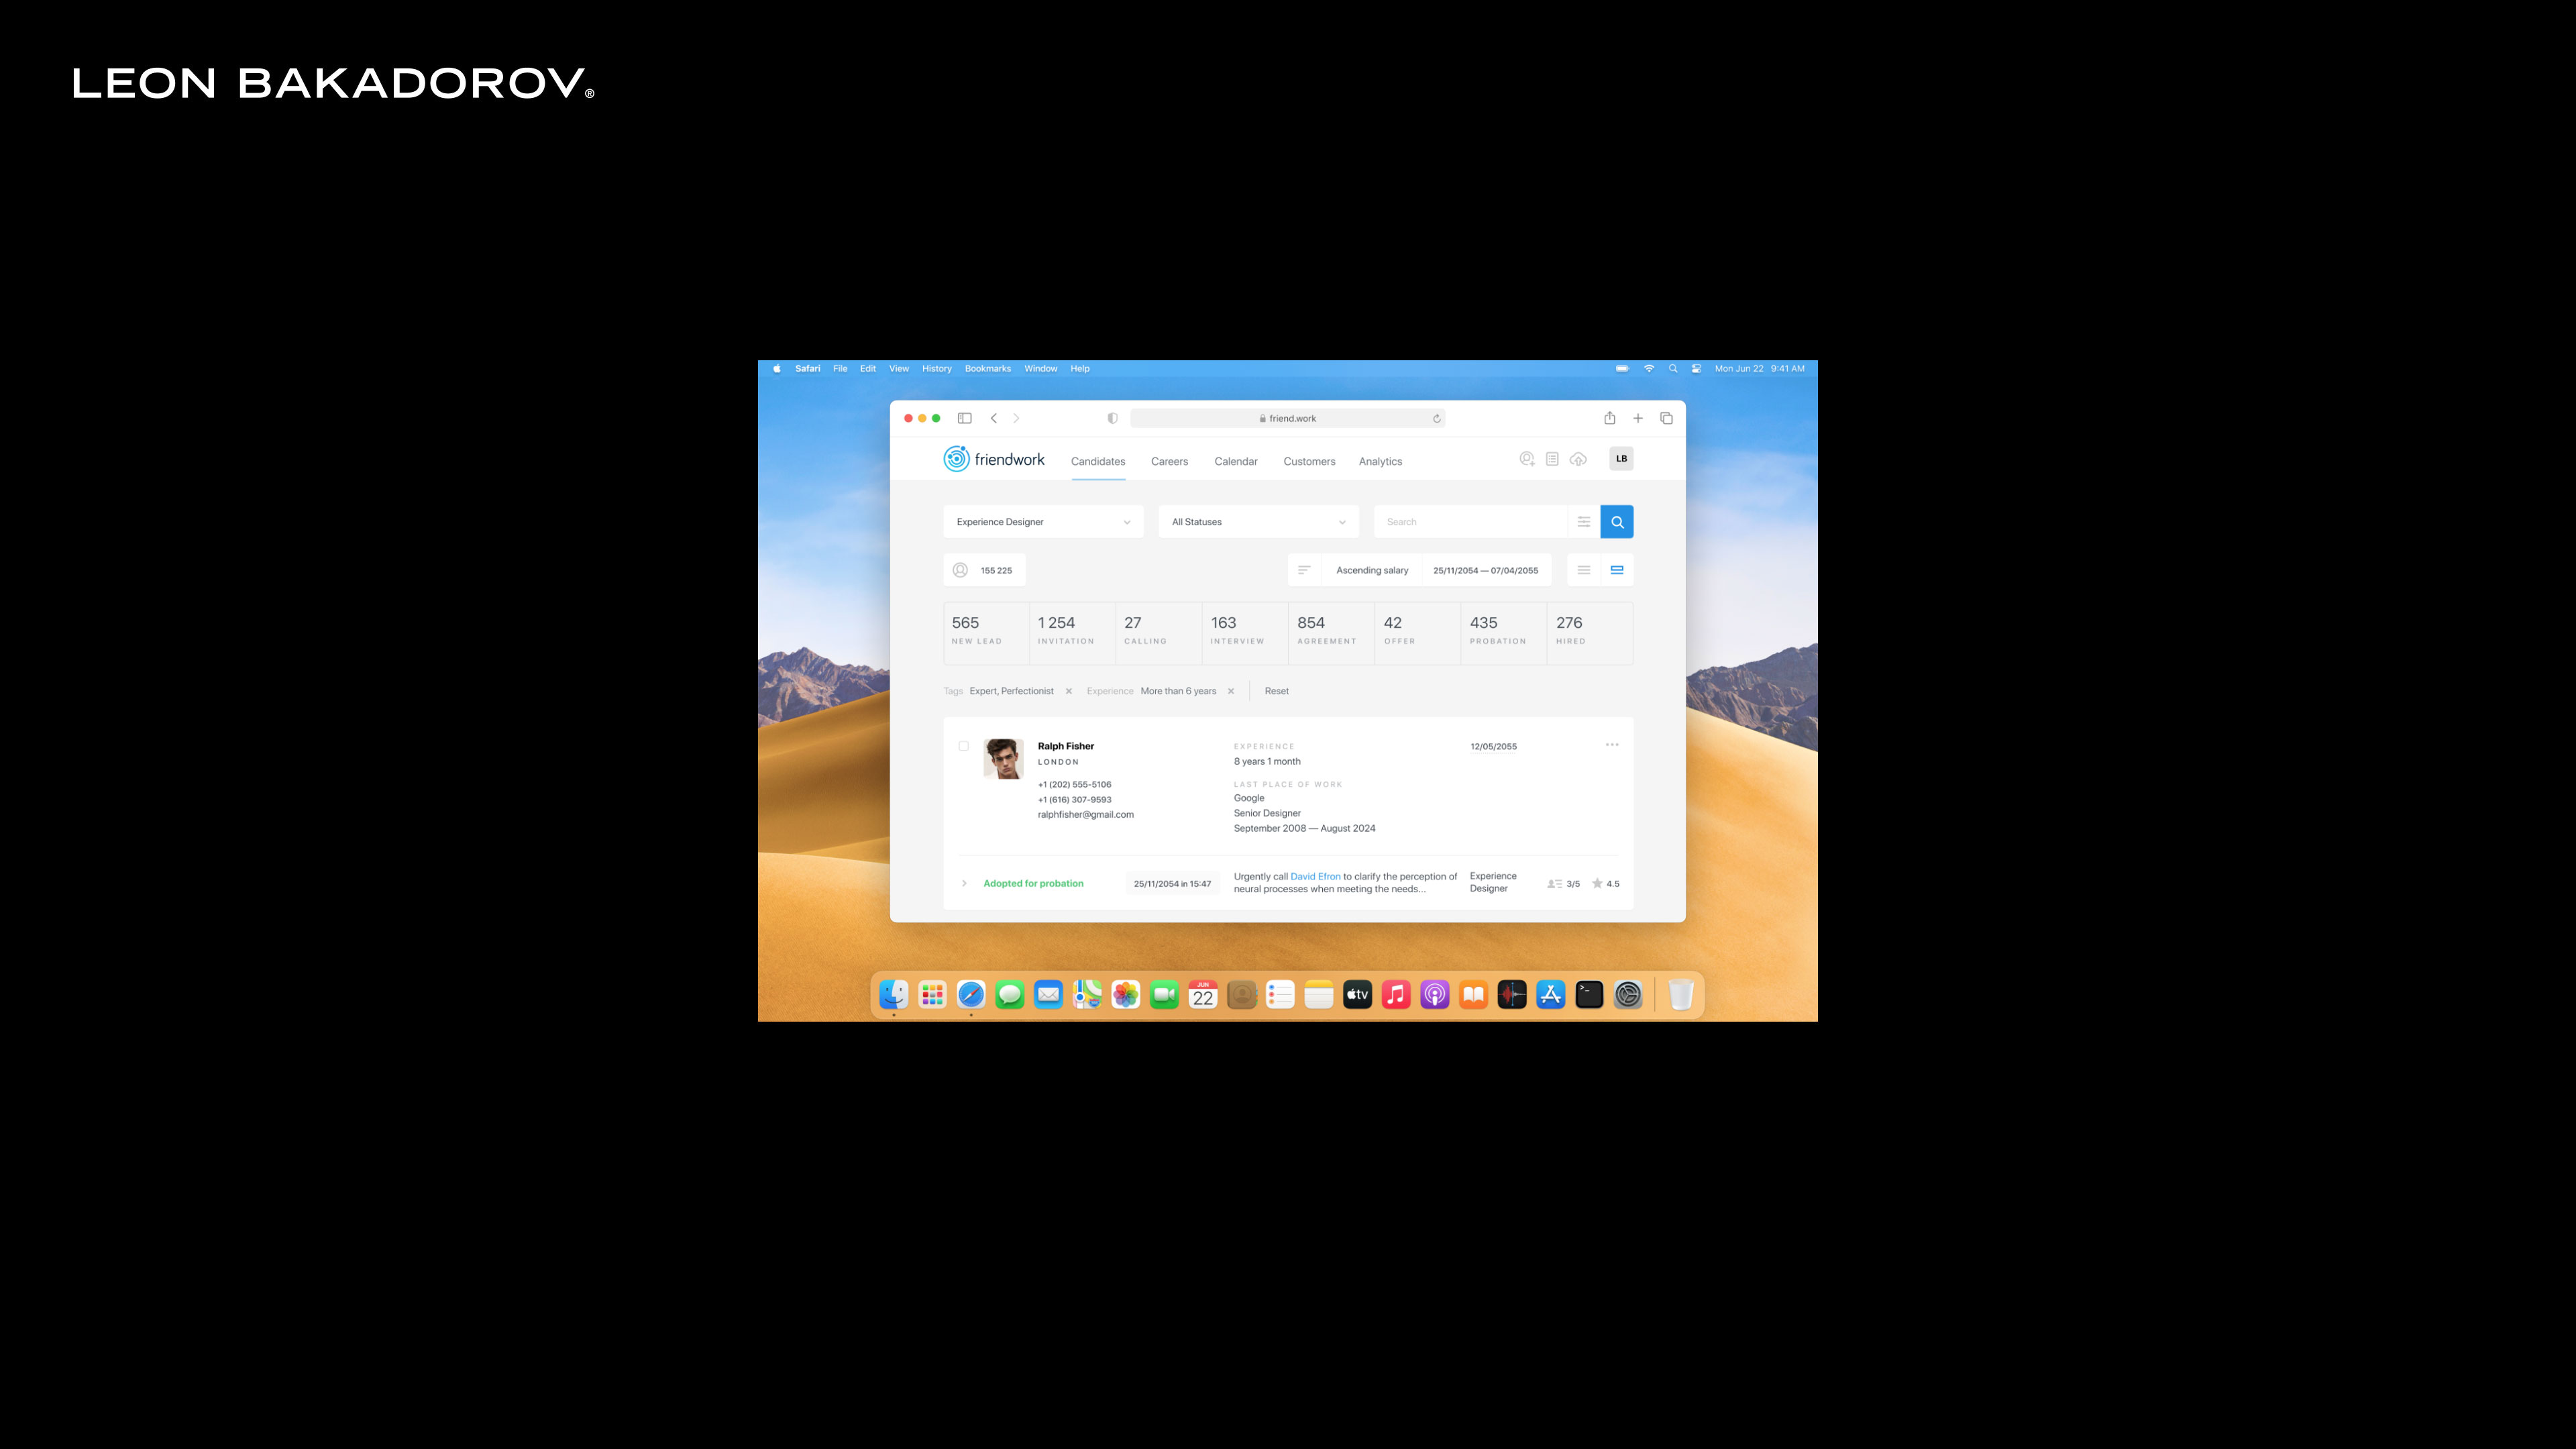 LEON BAKADOROV®
Safari File Edit View History Bookmarks Window Help Mon Jun 22 9:41 AM
friend.work
friendwork Candidates Careers Calendar Customers Analytics LB
Experience Designer All Statuses Search
155 225 Ascending salary 25/11/2054 — 07/04/2055
565 1 254 27 163 854 42 435 276
NEW LEAD INVITATION CALLING INTERVIEW AGREEMENT OFFER PROBATION HIRED
Tags Expert, Perfectionist × Experience More than 6 years × Reset
Ralph Fisher EXPERIENCE 12/05/2055
LONDON 8 years 1 month
+1 (202) 555-5106 LAST PLACE OF WORK
+1 (616) 307-9593 Google
ralphfisher@gmail.com Senior Designer
September 2008 — August 2024
Adopted for probation 25/11/2054 in 15:47 Urgently call David Efron to clarify the perception of Experience 3/5 4.5
neural processes when meeting the needs... Designer
JUN
22
tv
>_